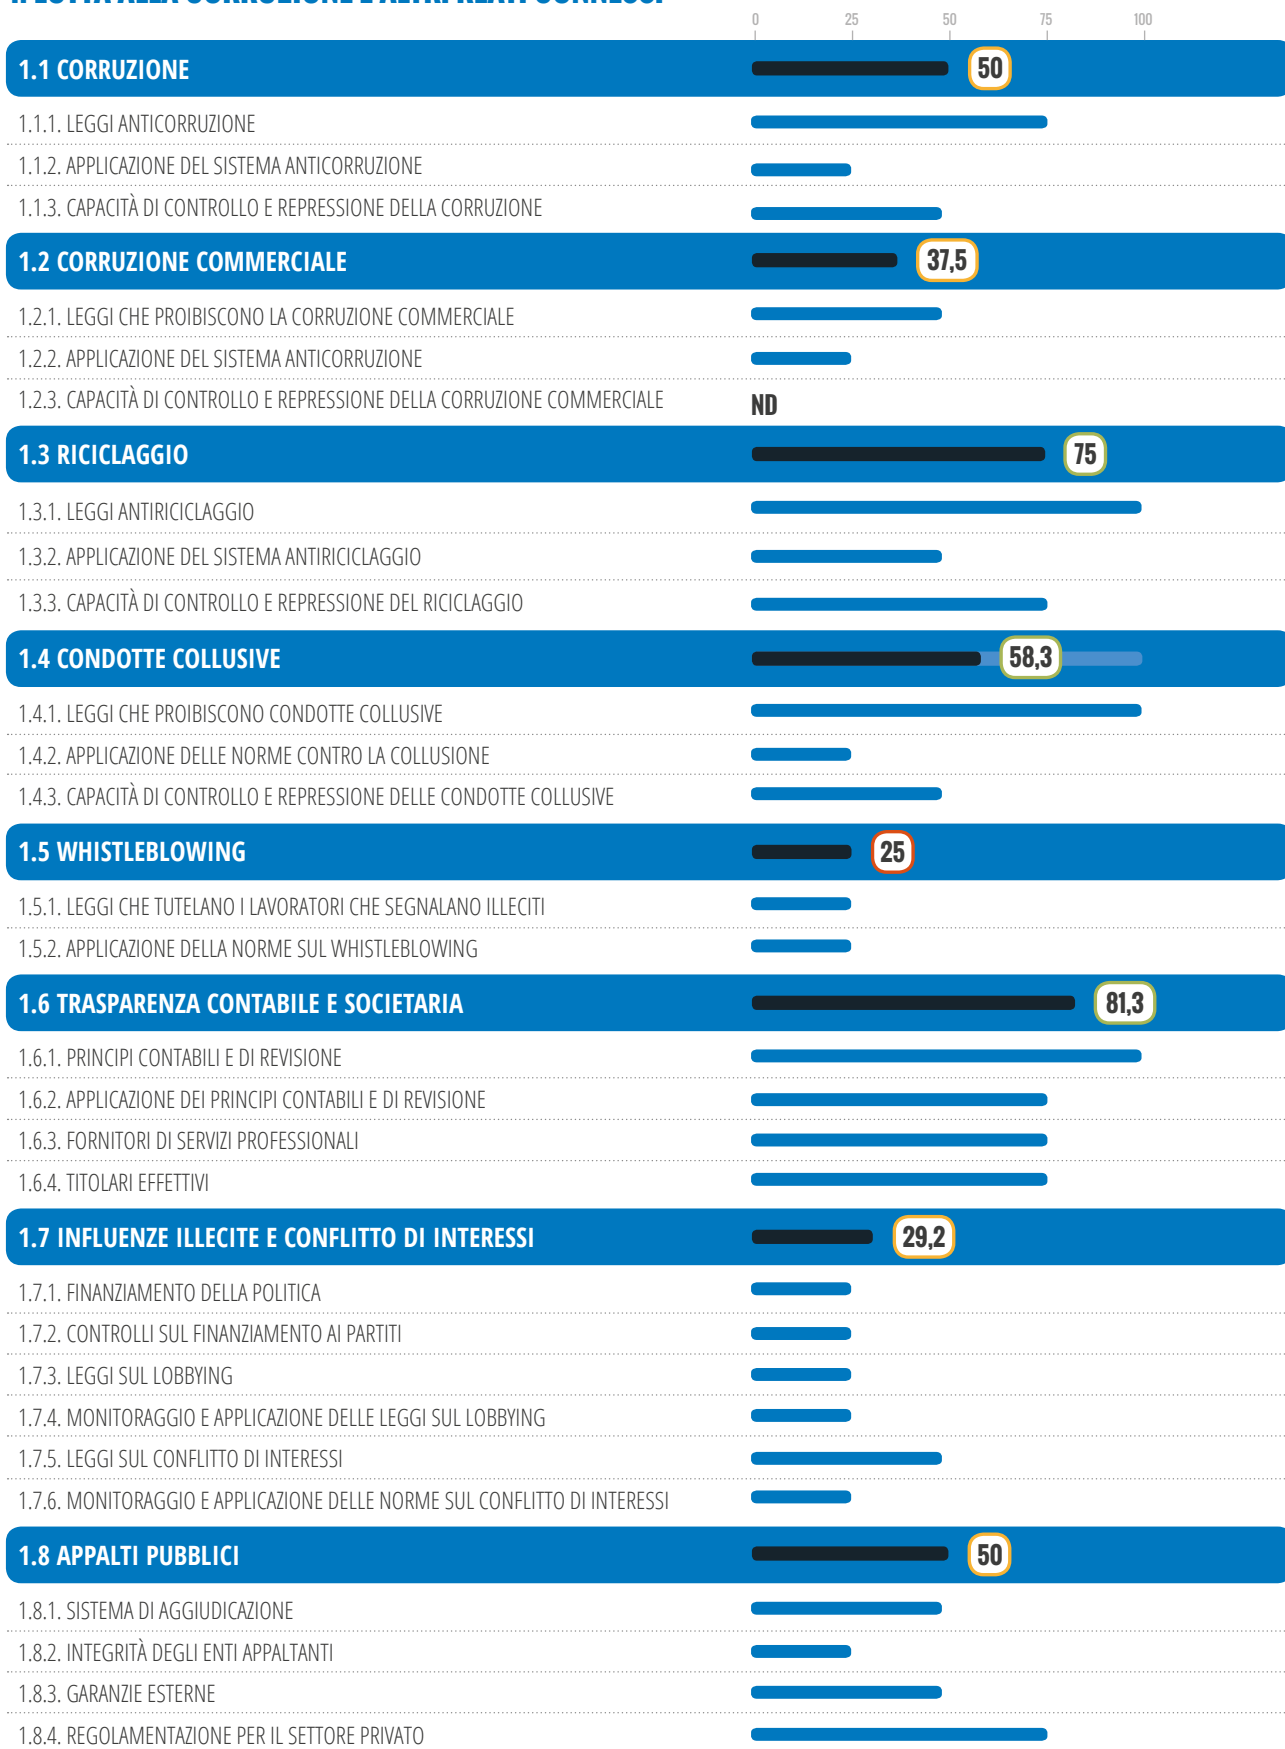 1. LOTTA ALLA CORRUZIONE E ALTRI REATI CONNESSI
0 25 50 75 100
1.1 CORRUZIONE 50
1.1.1. LEGGI ANTICORRUZIONE
1.1.2. APPLICAZIONE DEL SISTEMA ANTICORRUZIONE
1.1.3. CAPACITÀ DI CONTROLLO E REPRESSIONE DELLA CORRUZIONE
1.2 CORRUZIONE COMMERCIALE 37,5
1.2.1. LEGGI CHE PROIBISCONO LA CORRUZIONE COMMERCIALE
1.2.2. APPLICAZIONE DEL SISTEMA ANTICORRUZIONE
1.2.3. CAPACITÀ DI CONTROLLO E REPRESSIONE DELLA CORRUZIONE COMMERCIALE ND
1.3 RICICLAGGIO 75
1.3.1. LEGGI ANTIRICICLAGGIO
1.3.2. APPLICAZIONE DEL SISTEMA ANTIRICICLAGGIO
1.3.3. CAPACITÀ DI CONTROLLO E REPRESSIONE DEL RICICLAGGIO
1.4 CONDOTTE COLLUSIVE 58,3
1.4.1. LEGGI CHE PROIBISCONO CONDOTTE COLLUSIVE
1.4.2. APPLICAZIONE DELLE NORME CONTRO LA COLLUSIONE
1.4.3. CAPACITÀ DI CONTROLLO E REPRESSIONE DELLE CONDOTTE COLLUSIVE
1.5 WHISTLEBLOWING 25
1.5.1. LEGGI CHE TUTELANO I LAVORATORI CHE SEGNALANO ILLECITI
1.5.2. APPLICAZIONE DELLA NORME SUL WHISTLEBLOWING
1.6 TRASPARENZA CONTABILE E SOCIETARIA 81,3
1.6.1. PRINCIPI CONTABILI E DI REVISIONE
1.6.2. APPLICAZIONE DEI PRINCIPI CONTABILI E DI REVISIONE
1.6.3. FORNITORI DI SERVIZI PROFESSIONALI
1.6.4. TITOLARI EFFETTIVI
1.7 INFLUENZE ILLECITE E CONFLITTO DI INTERESSI 29,2
1.7.1. FINANZIAMENTO DELLA POLITICA
1.7.2. CONTROLLI SUL FINANZIAMENTO AI PARTITI
1.7.3. LEGGI SUL LOBBYING
1.7.4. MONITORAGGIO E APPLICAZIONE DELLE LEGGI SUL LOBBYING
1.7.5. LEGGI SUL CONFLITTO DI INTERESSI
1.7.6. MONITORAGGIO E APPLICAZIONE DELLE NORME SUL CONFLITTO DI INTERESSI
1.8 APPALTI PUBBLICI 50
1.8.1. SISTEMA DI AGGIUDICAZIONE
1.8.2. INTEGRITÀ DEGLI ENTI APPALTANTI
1.8.3. GARANZIE ESTERNE
1.8.4. REGOLAMENTAZIONE PER IL SETTORE PRIVATO